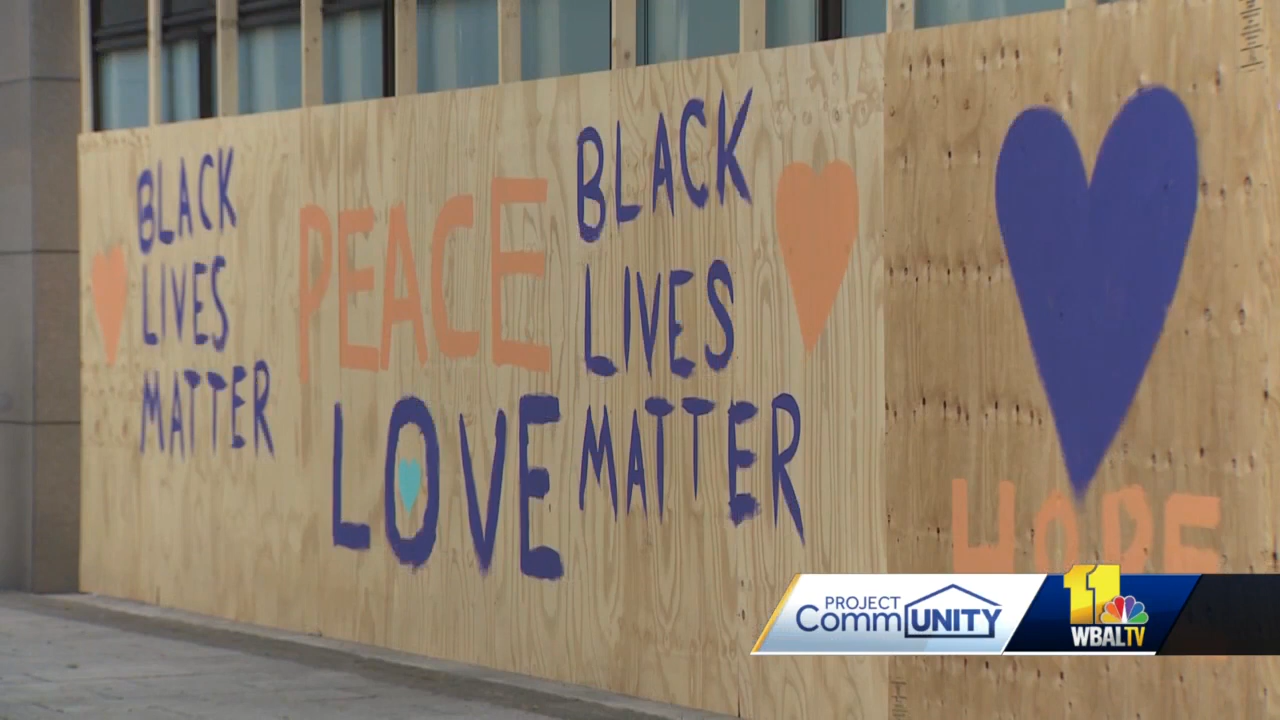 BLACK
LIVES
MATTER
PEACE
LOVE
BLACK
LIVES
MATTER
HOPE
PROJECT
CommUNITY
11
WBALTV